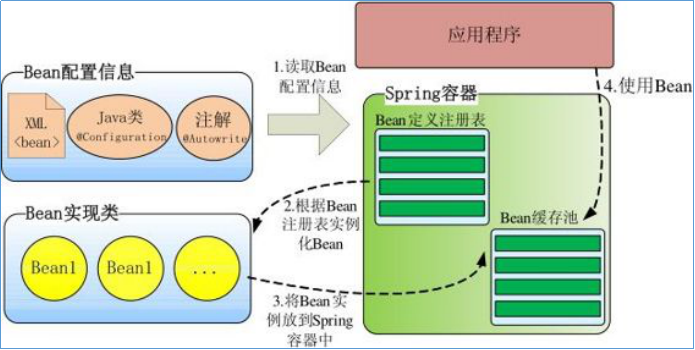 应用程序
Bean配置信息
XML
<bean>
Java类
@Configuration
注解
@Autowrite
1.读取Bean
配置信息
Spring容器
Bean定义注册表
4.使用Bean
Bean实现类
Bean1
Bean1
...
2.根据Bean
注册表实例
化Bean
Bean缓存池
3.将Bean实
例放到Spring
容器中